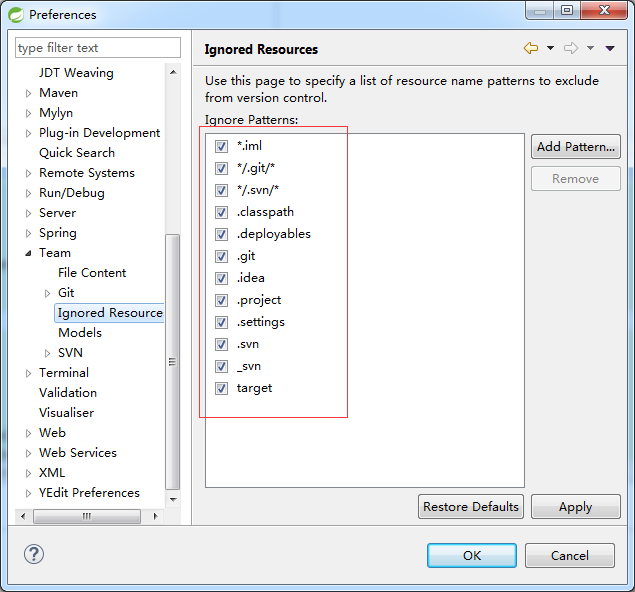 Preferences
type filter text
JDT Weaving
Maven
Mylyn
Plug-in Development
Quick Search
Remote Systems
Run/Debug
Server
Spring
Team
File Content
Git
Ignored Resource
Models
SVN
Terminal
Validation
Visualiser
Web
Web Services
XML
YEdit Preferences
Ignored Resources
Use this page to specify a list of resource name patterns to exclude
from version control.
Ignore Patterns:
*.iml
*/.git/*
*/.svn/*
.classpath
.deployables
.git
.idea
.project
.settings
.svn
_svn
target
Add Pattern...
Remove
Restore Defaults
Apply
?
OK
Cancel